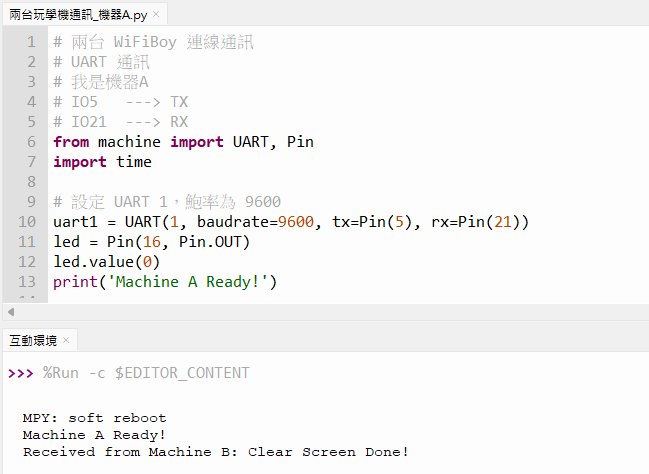 兩台玩學機通訊_機器A.py ×
1 # 兩台 WiFiBoy 連線通訊
2 # UART 通訊
3 # 我是機器A
4 # IO5   ---> TX
5 # IO21  ---> RX
6 from machine import UART, Pin
7 import time
8
9 # 設定 UART 1，鮑率為 9600
10 uart1 = UART(1, baudrate=9600, tx=Pin(5), rx=Pin(21))
11 led = Pin(16, Pin.OUT)
12 led.value(0)
13 print('Machine A Ready!')
互動環境 ×
>>> %Run -c $EDITOR_CONTENT
MPY: soft reboot
Machine A Ready!
Received from Machine B: Clear Screen Done!